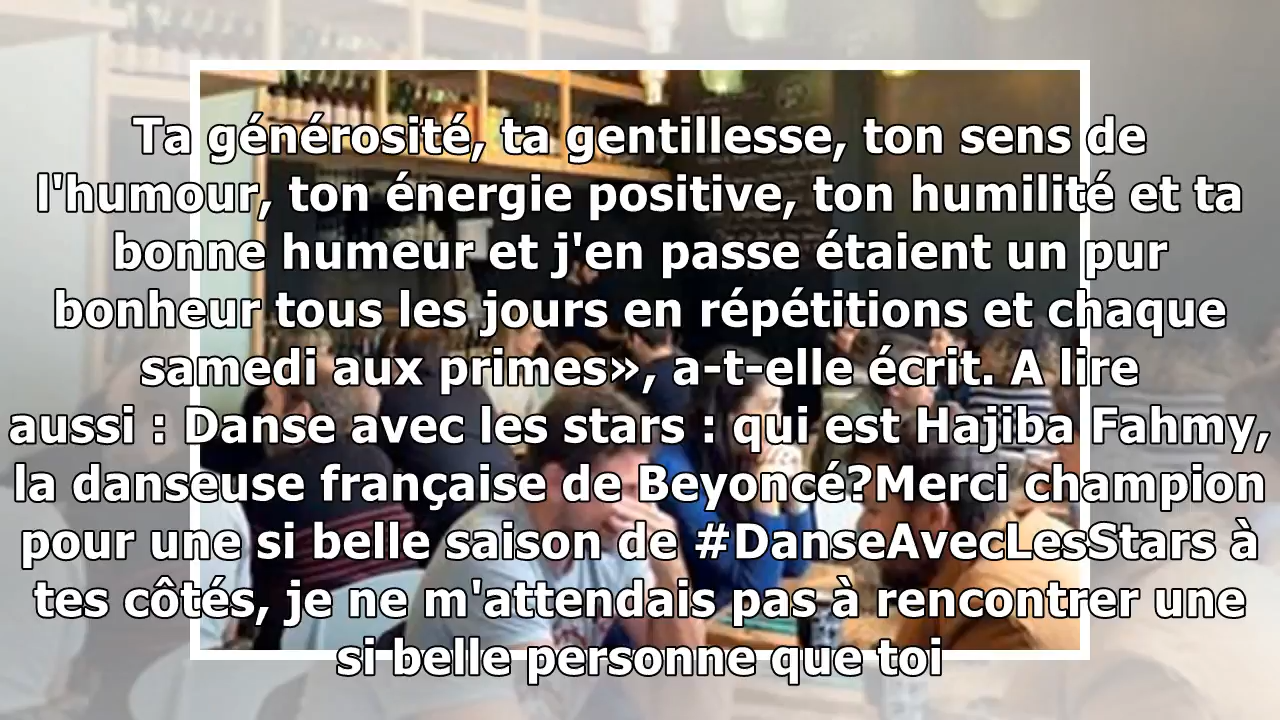 Ta générosité, ta gentillesse, ton sens de
l'humour, ton énergie positive, ton humilité et ta
bonne humeur et j'en passe étaient un pur
bonheur tous les jours en répétitions et chaque
samedi aux primes», a-t-elle écrit. A lire
aussi : Danse avec les stars : qui est Hajiba Fahmy,
la danseuse française de Beyoncé?Merci champion
pour une si belle saison de #DanseAvecLesStars à
tes côtés, je ne m'attendais pas à rencontrer une
si belle personne que toi